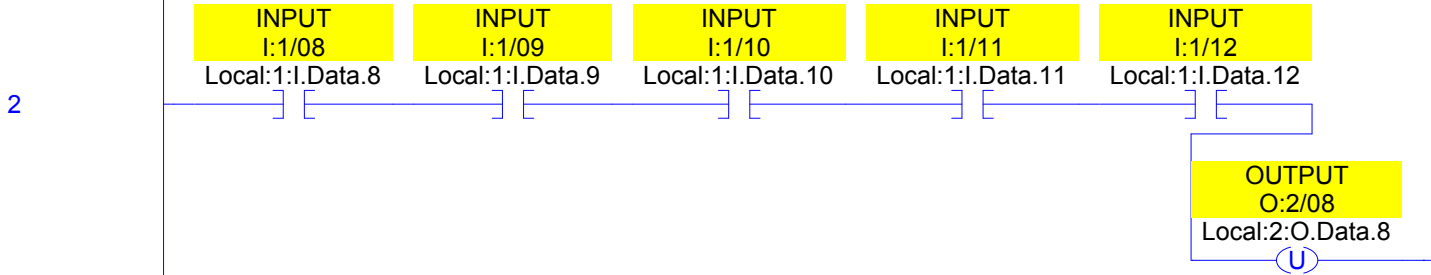 INPUT INPUT INPUT INPUT INPUT
I:1/08 I:1/09 I:1/10 I:1/11 I:1/12
Local:1:I.Data.8 Local:1:I.Data.9 Local:1:I.Data.10 Local:1:I.Data.11 Local:1:I.Data.12
2
OUTPUT
O:2/08
Local:2:O.Data.8
U